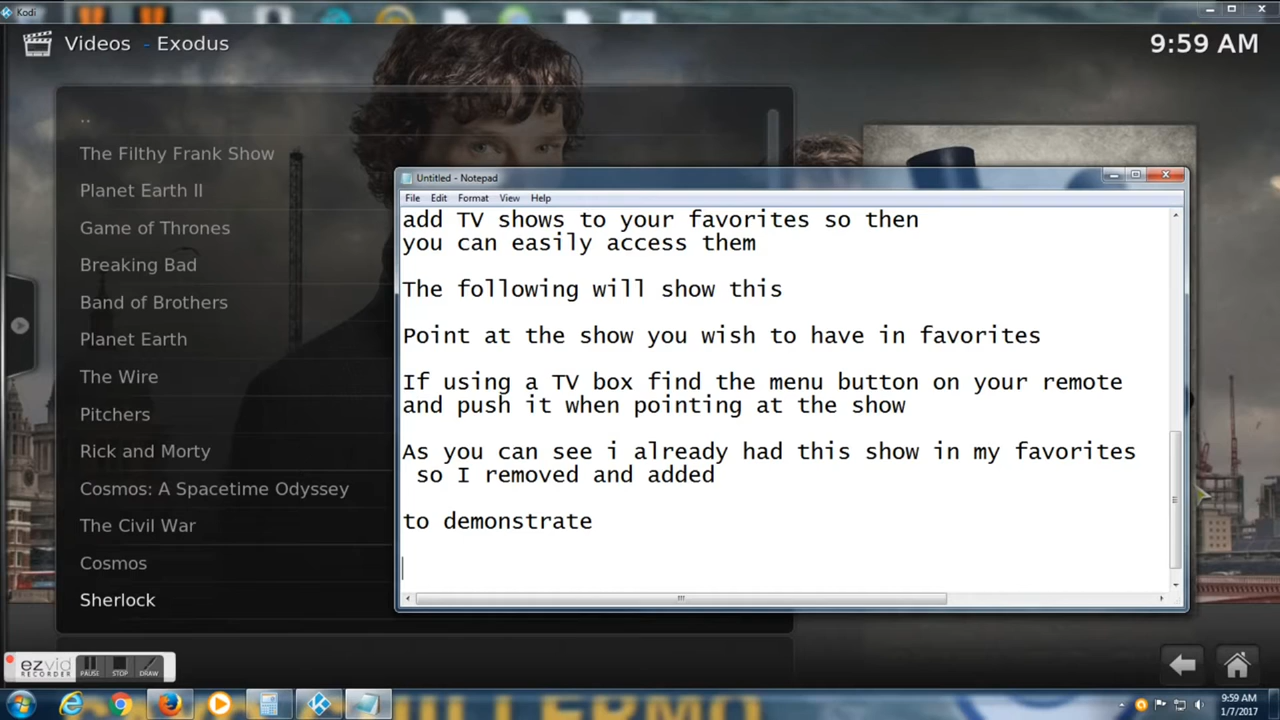 Kodi
Videos - Exodus
9:59 AM
..
The Filthy Frank Show
Planet Earth II
Game of Thrones
Breaking Bad
Band of Brothers
Planet Earth
The Wire
Pitchers
Rick and Morty
Cosmos: A Spacetime Odyssey
The Civil War
Cosmos
Sherlock
Untitled - Notepad
File Edit Format View Help
add TV shows to your favorites so then
you can easily access them
The following will show this
Point at the show you wish to have in favorites
If using a TV box find the menu button on your remote
and push it when pointing at the show
As you can see i already had this show in my favorites
so I removed and added
to demonstrate
ezvid
RECORDER
PAUSE STOP DRAW
9:59 AM
1/7/2017